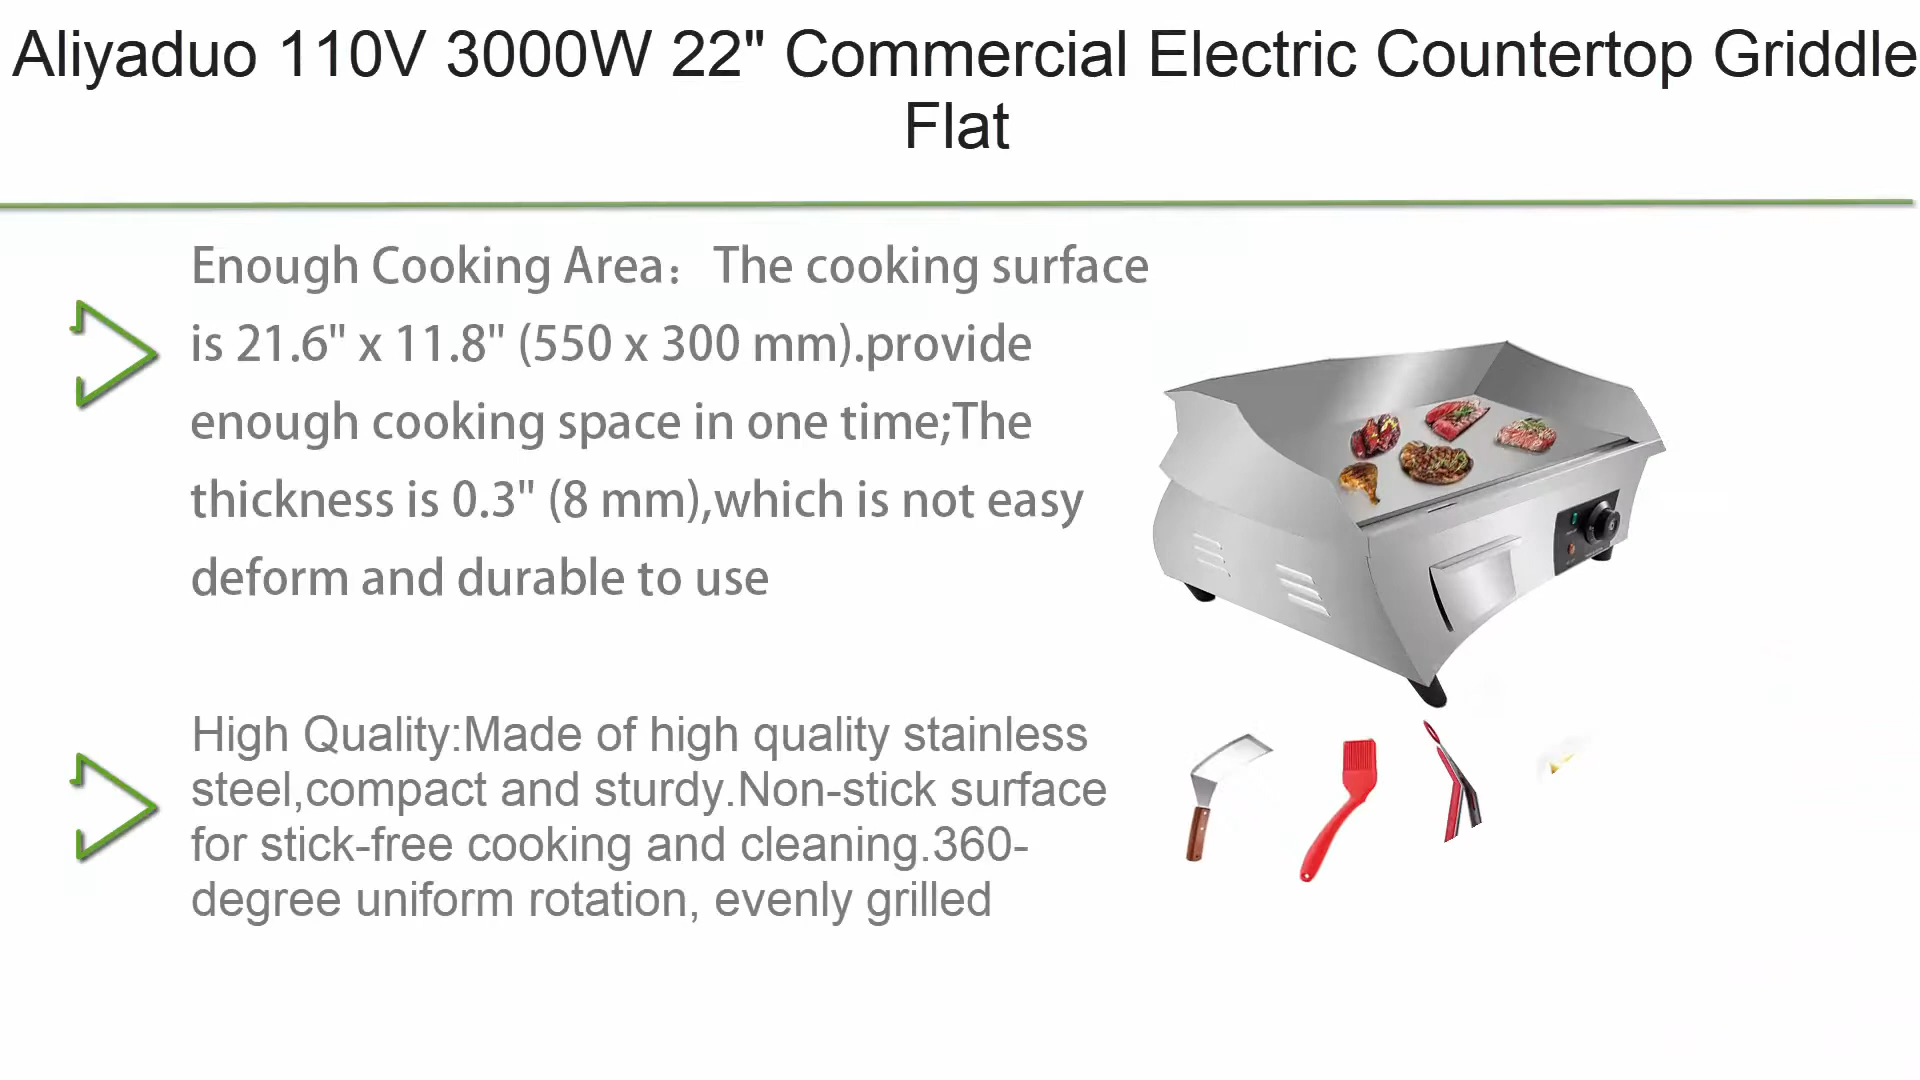 Aliyaduo 110V 3000W 22" Commercial Electric Countertop Griddle
Flat
Enough Cooking Area：The cooking surface
is 21.6" x 11.8" (550 x 300 mm).provide
enough cooking space in one time;The
thickness is 0.3" (8 mm),which is not easy
deform and durable to use
High Quality:Made of high quality stainless
steel,compact and sturdy.Non-stick surface
for stick-free cooking and cleaning.360-
degree uniform rotation, evenly grilled